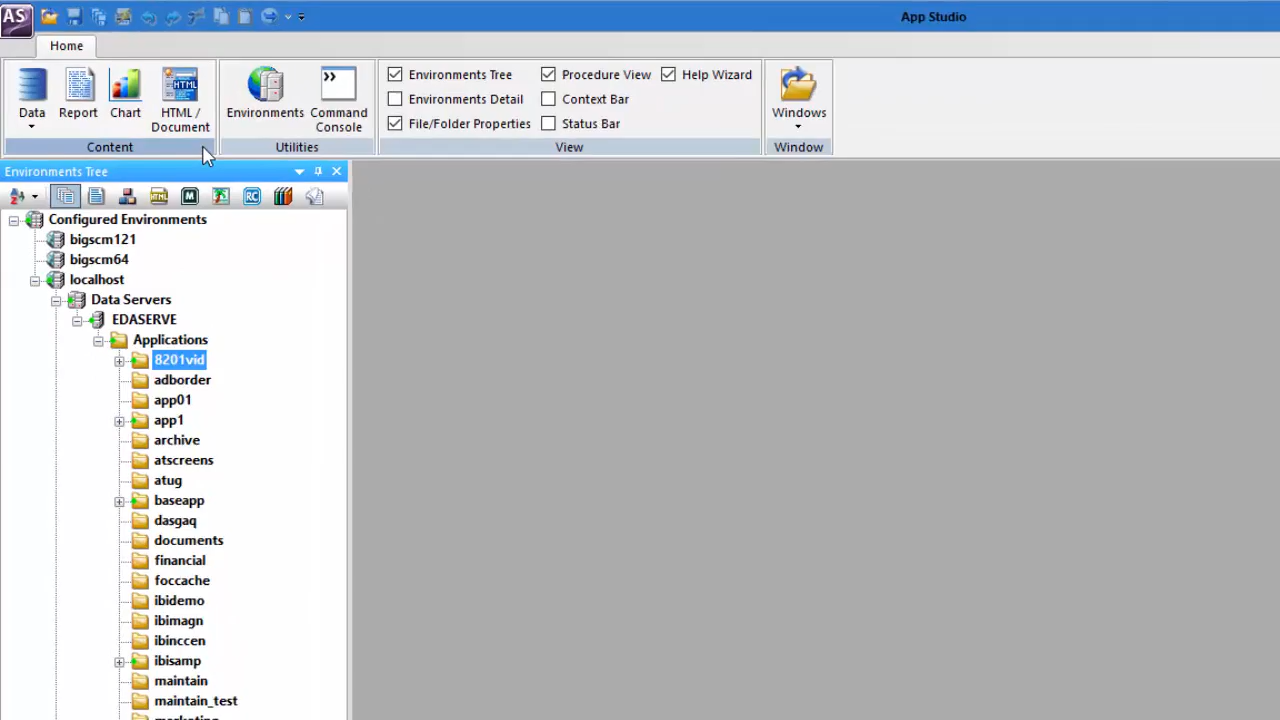 AS
App Studio
Home
Data
Report
Chart
HTML
HTML / Document
Environments
Command Console
Environments Tree
Procedure View
Help Wizard
Environments Detail
Context Bar
File/Folder Properties
Status Bar
Windows
Content
Utilities
View
Window
Environments Tree
HTML
M
RC
Configured Environments
bigscm121
bigscm64
localhost
Data Servers
EDASERVE
Applications
8201vid
adborder
app01
app1
archive
atscreens
atug
baseapp
dasgaq
documents
financial
foccache
ibidemo
ibimagn
ibinccen
ibisamp
maintain
maintain_test